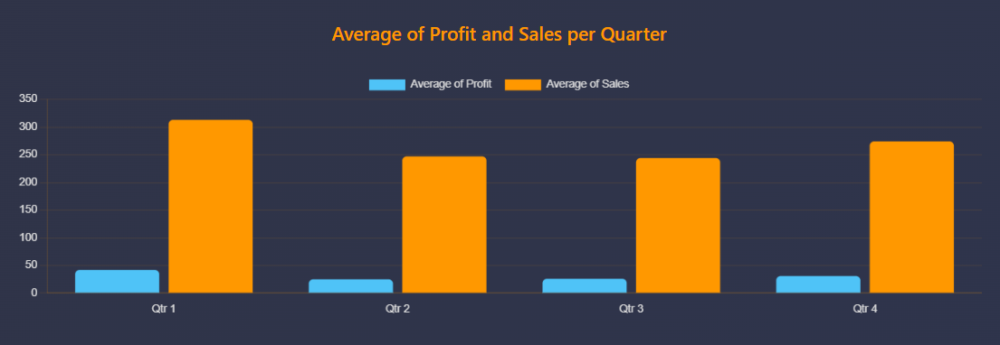 Average of Profit and Sales per Quarter
Average of Profit Average of Sales
350
300
250
200
150
100
50
0
Qtr 1 Qtr 2 Qtr 3 Qtr 4